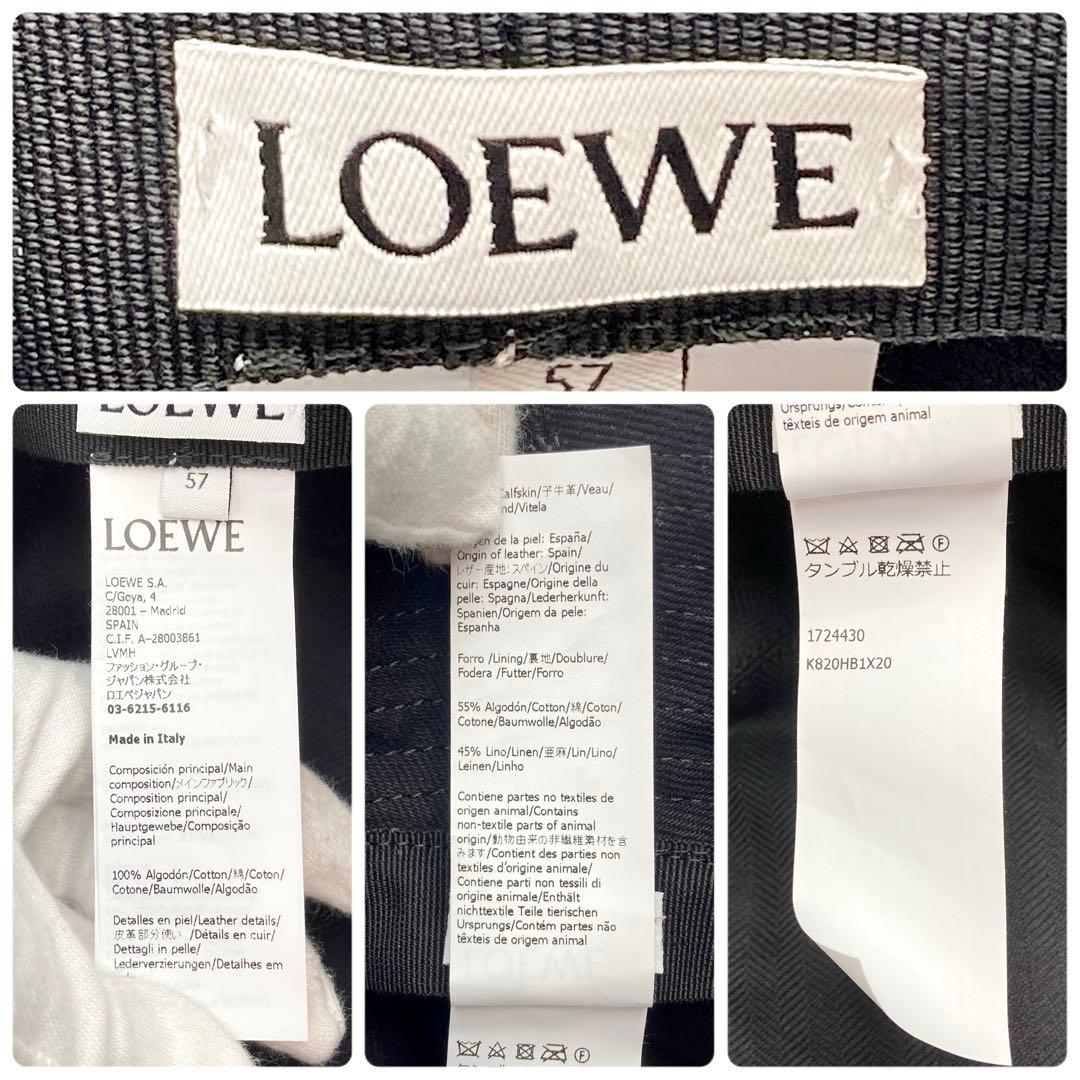 LOEWE
57
LOEWE
57
LOEWE
LOEWE S.A.
C/Goya, 4
28001 – Madrid
SPAIN
C.I.F. A-28003861
LVMH
ファッション・グループ・
ジャパン株式会社
ロエベジャパン
03-6215-6116
Made in Italy
Composición principal/Main
composition/メインファブリック/
Composition principal/
Composizione principale/
Hauptgewebe/Composição
principal
100% Algodón/Cotton/綿/Coton/
Cotone/Baumwolle/Algodão
Detalles en piel/Leather details/
皮革部分使い /Détails en cuir/
Dettagli in pelle/
Lederverzierungen/Detalhes em
Calfskin/子牛革/Veau/
/Vitela
de la piel: España/
Origin of leather: Spain/
レザー産地: スペイン/Origine du
cuir: Espagne/Origine della
pelle: Spagna/Lederherkunft:
Spanien/Origem da pele:
Espanha
Forro /Lining/裏地/Doublure/
Fodera /Futter/Forro
55% Algodón/Cotton/綿/Coton/
Cotone/Baumwolle/Algodão
45% Lino/Linen/亜麻/Lin/Lino/
Leinen/Linho
Contiene partes no textiles de
origen animal/Contains
non-textile parts of animal
origin/動物由来の非繊維素材を含
みます/Contient des parties non
textiles d'origine animale/
Contiene parti non tessili di
origine animale/Enthält
nichttextile Teile tierischen
Ursprungs/Contém partes não
têxteis de origem animal
F
Ursprungs/Contém
têxteis de origem animal
F
タンブル乾燥禁止
1724430
K820HB1X20